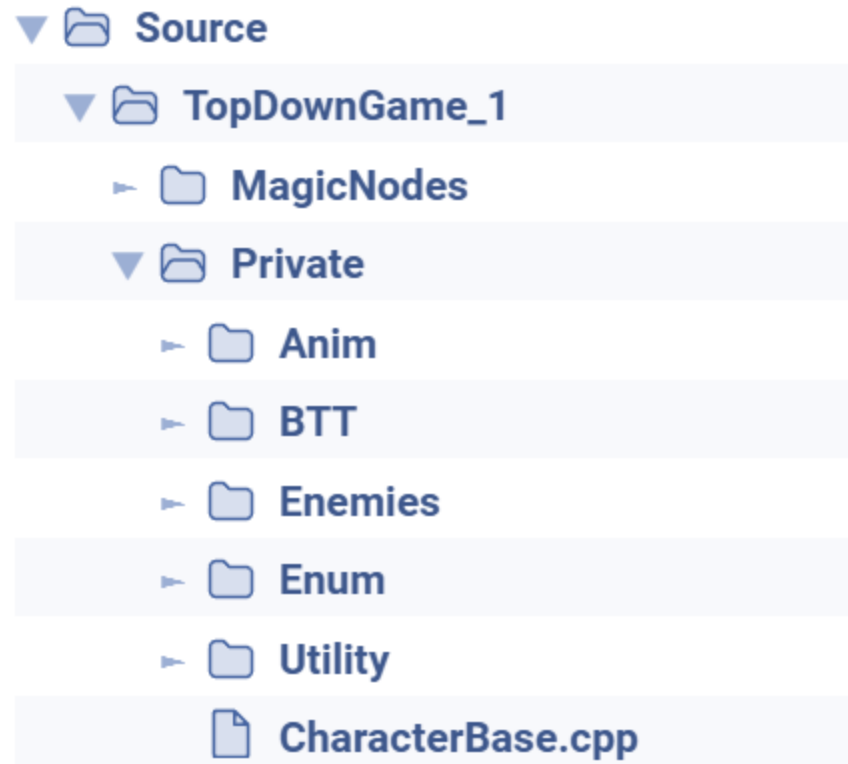 Source
TopDownGame_1
MagicNodes
Private
Anim
BTT
Enemies
Enum
Utility
CharacterBase.cpp